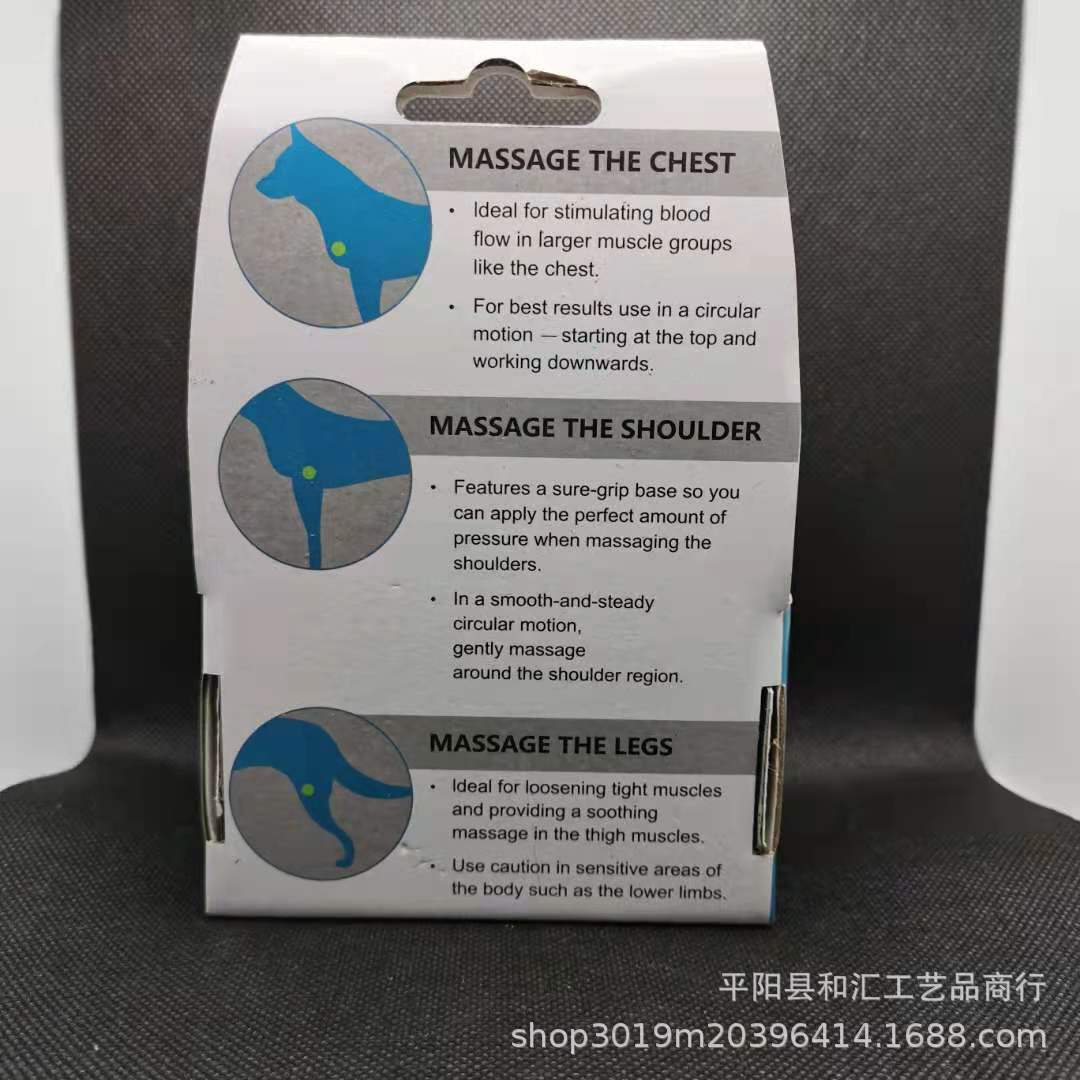 MASSAGE THE CHEST
• Ideal for stimulating blood
flow in larger muscle groups
like the chest.
• For best results use in a circular
motion — starting at the top and
working downwards.
MASSAGE THE SHOULDER
• Features a sure-grip base so you
can apply the perfect amount of
pressure when massaging the
shoulders.
• In a smooth-and-steady
circular motion,
gently massage
around the shoulder region.
MASSAGE THE LEGS
• Ideal for loosening tight muscles
and providing a soothing
massage in the thigh muscles.
• Use caution in sensitive areas of
the body such as the lower limbs.
平阳县和汇工艺品商行
shop3019m20396414.1688.com